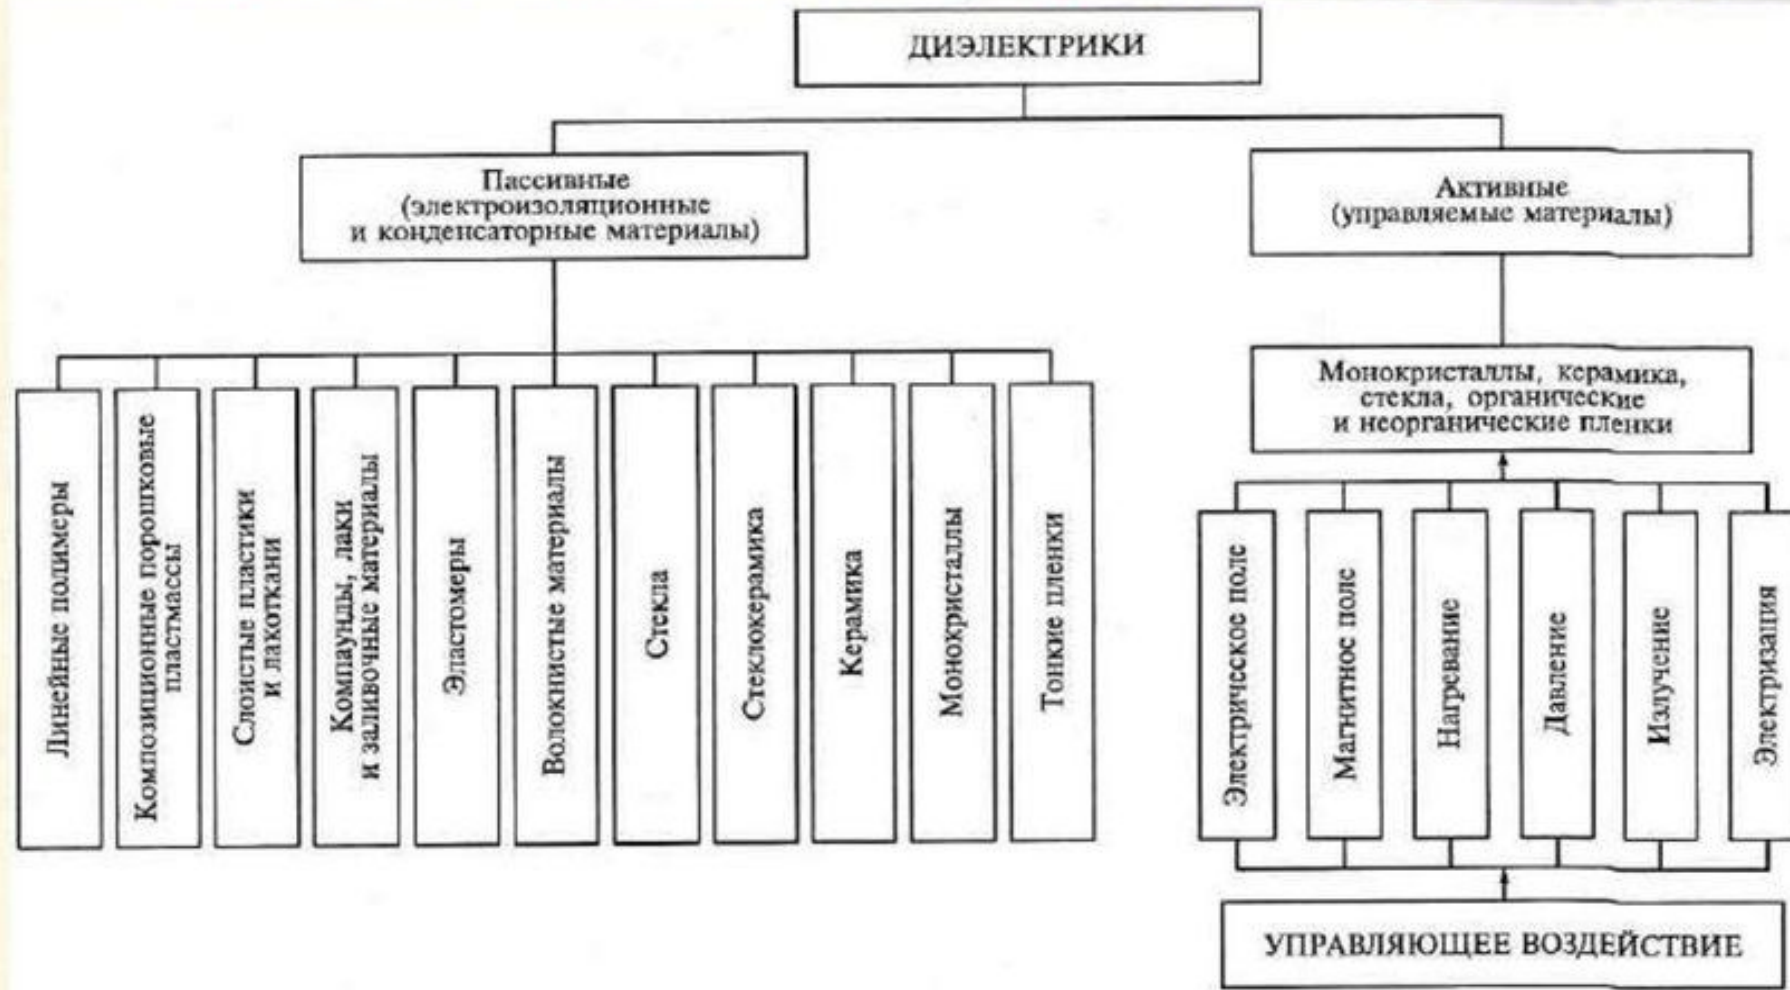 ДИЭЛЕКТРИКИ
Пассивные
(электроизоляционные
и конденсаторные материалы)
Активные
(управляемые материалы)
Линейные полимеры
Композиционные порошковые
пластмассы
Слоистые пластики
и лакоткани
Компаунды, лаки
и заливочные материалы
Эластомеры
Волокнистые материалы
Стекла
Стеклокерамика
Керамика
Монокристаллы
Тонкие пленки
Монокристаллы, керамика,
стекла, органические
и неорганические пленки
Электрическое поле
Магнитное поле
Нагревание
Давление
Излучение
Электризация
УПРАВЛЯЮЩЕЕ ВОЗДЕЙСТВИЕ